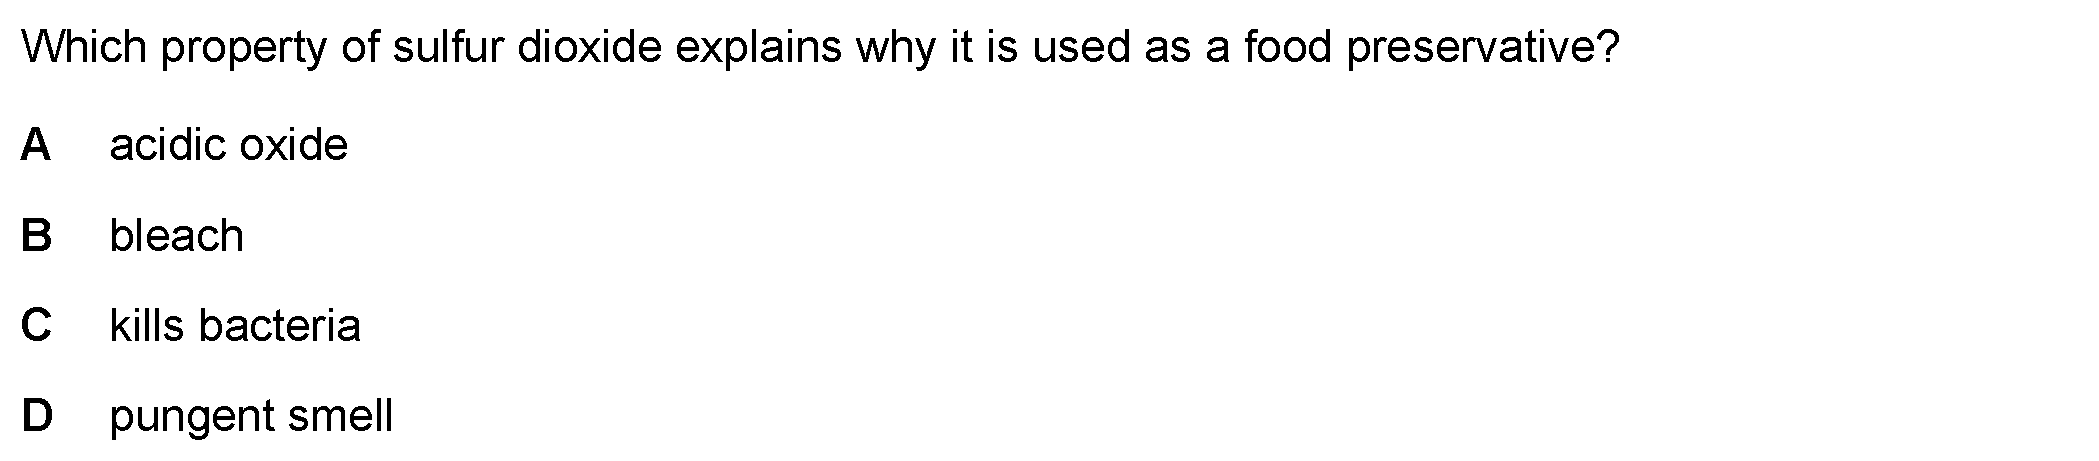 Which property of sulfur dioxide explains why it is used as a food preservative?
A acidic oxide
B bleach
C kills bacteria
D pungent smell